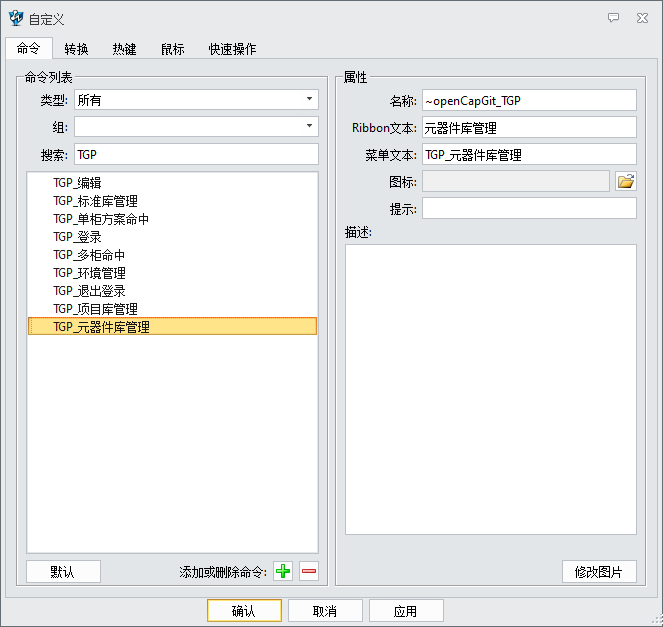 自定义
命令 转换 热键 鼠标 快速操作
命令列表
类型: 所有
组:
搜索: TGP
TGP_编辑
TGP_标准库管理
TGP_单柜方案命中
TGP_登录
TGP_多柜命中
TGP_环境管理
TGP_退出登录
TGP_项目库管理
TGP_元器件库管理
默认 添加或删除命令:
属性
名称: ~openCapGit_TGP
Ribbon文本: 元器件库管理
菜单文本: TGP_元器件库管理
图标:
提示:
描述:
修改图片
确认 取消 应用